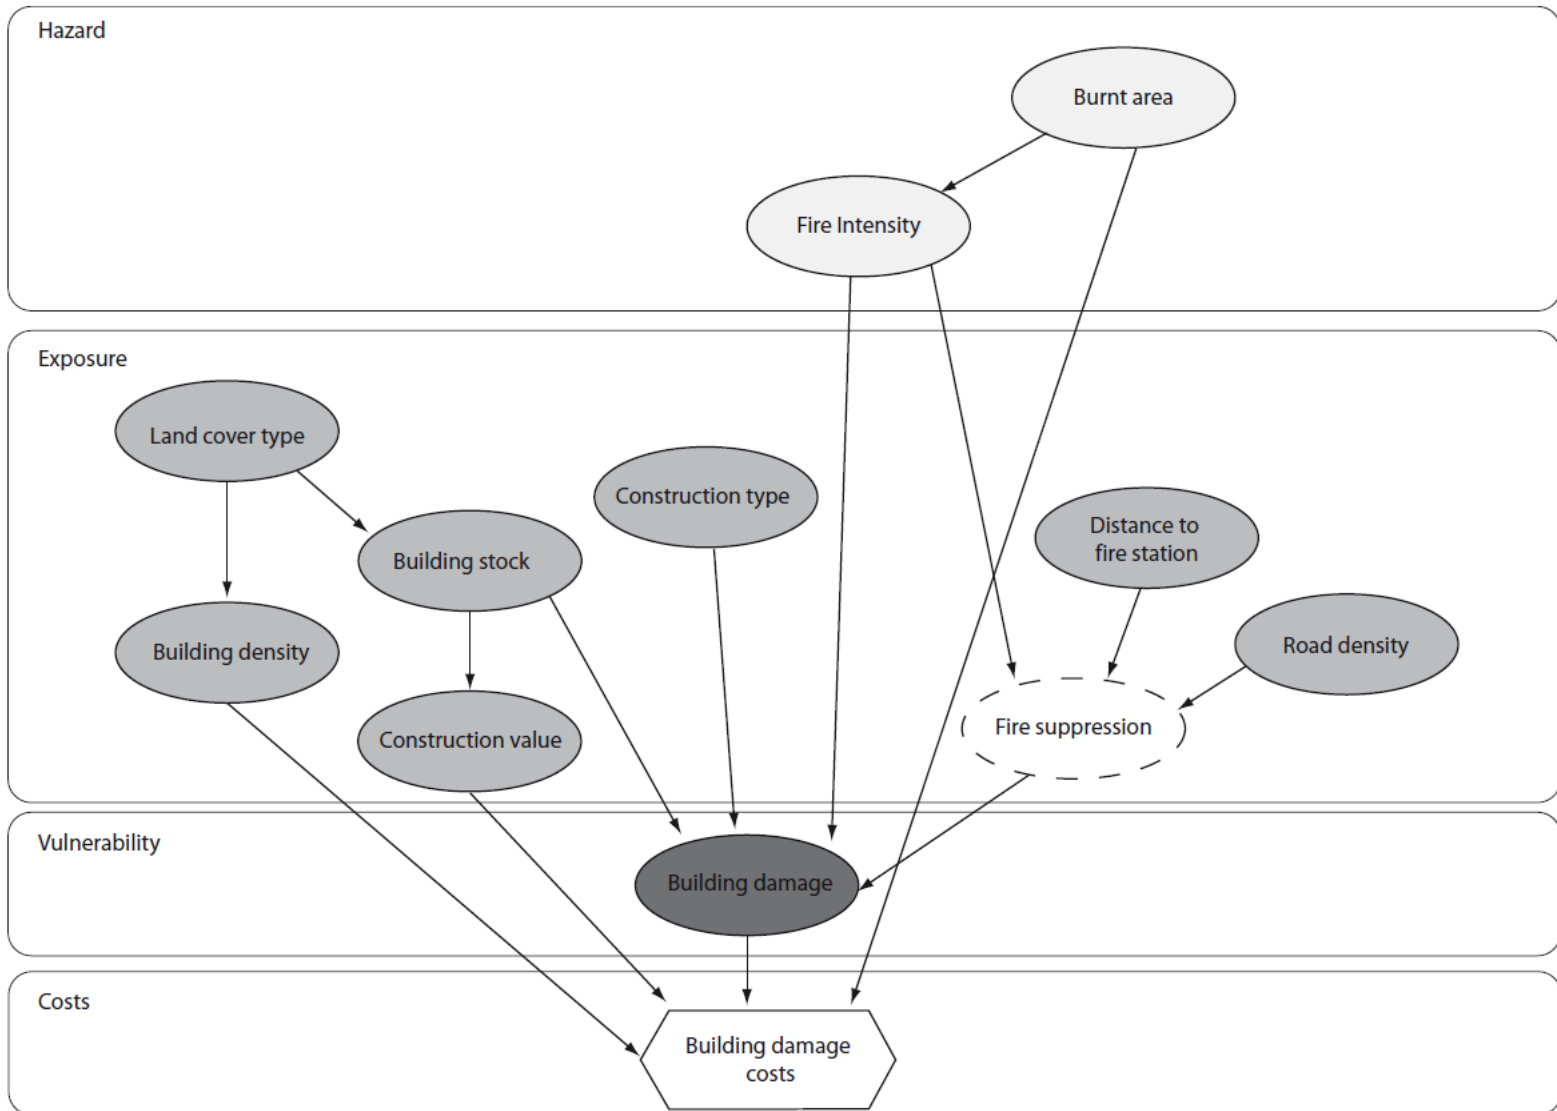 Hazard
Burnt area
Fire Intensity
Exposure
Land cover type
Construction type
Distance to
fire station
Building stock
Building density
Road density
Construction value
Fire suppression
Vulnerability
Building damage
Costs
Building damage
costs